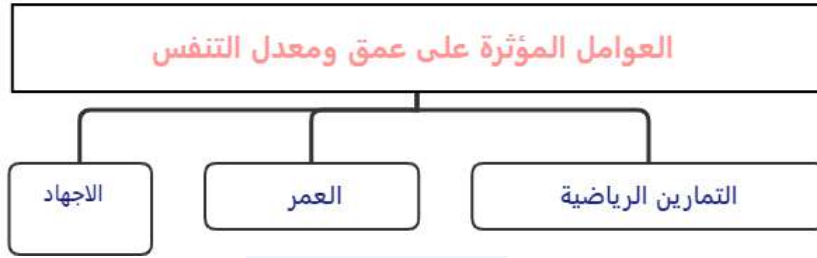 العوامل المؤثرة على عمق ومعدل التنفس
التمارين الرياضية
العمر
الاجهاد